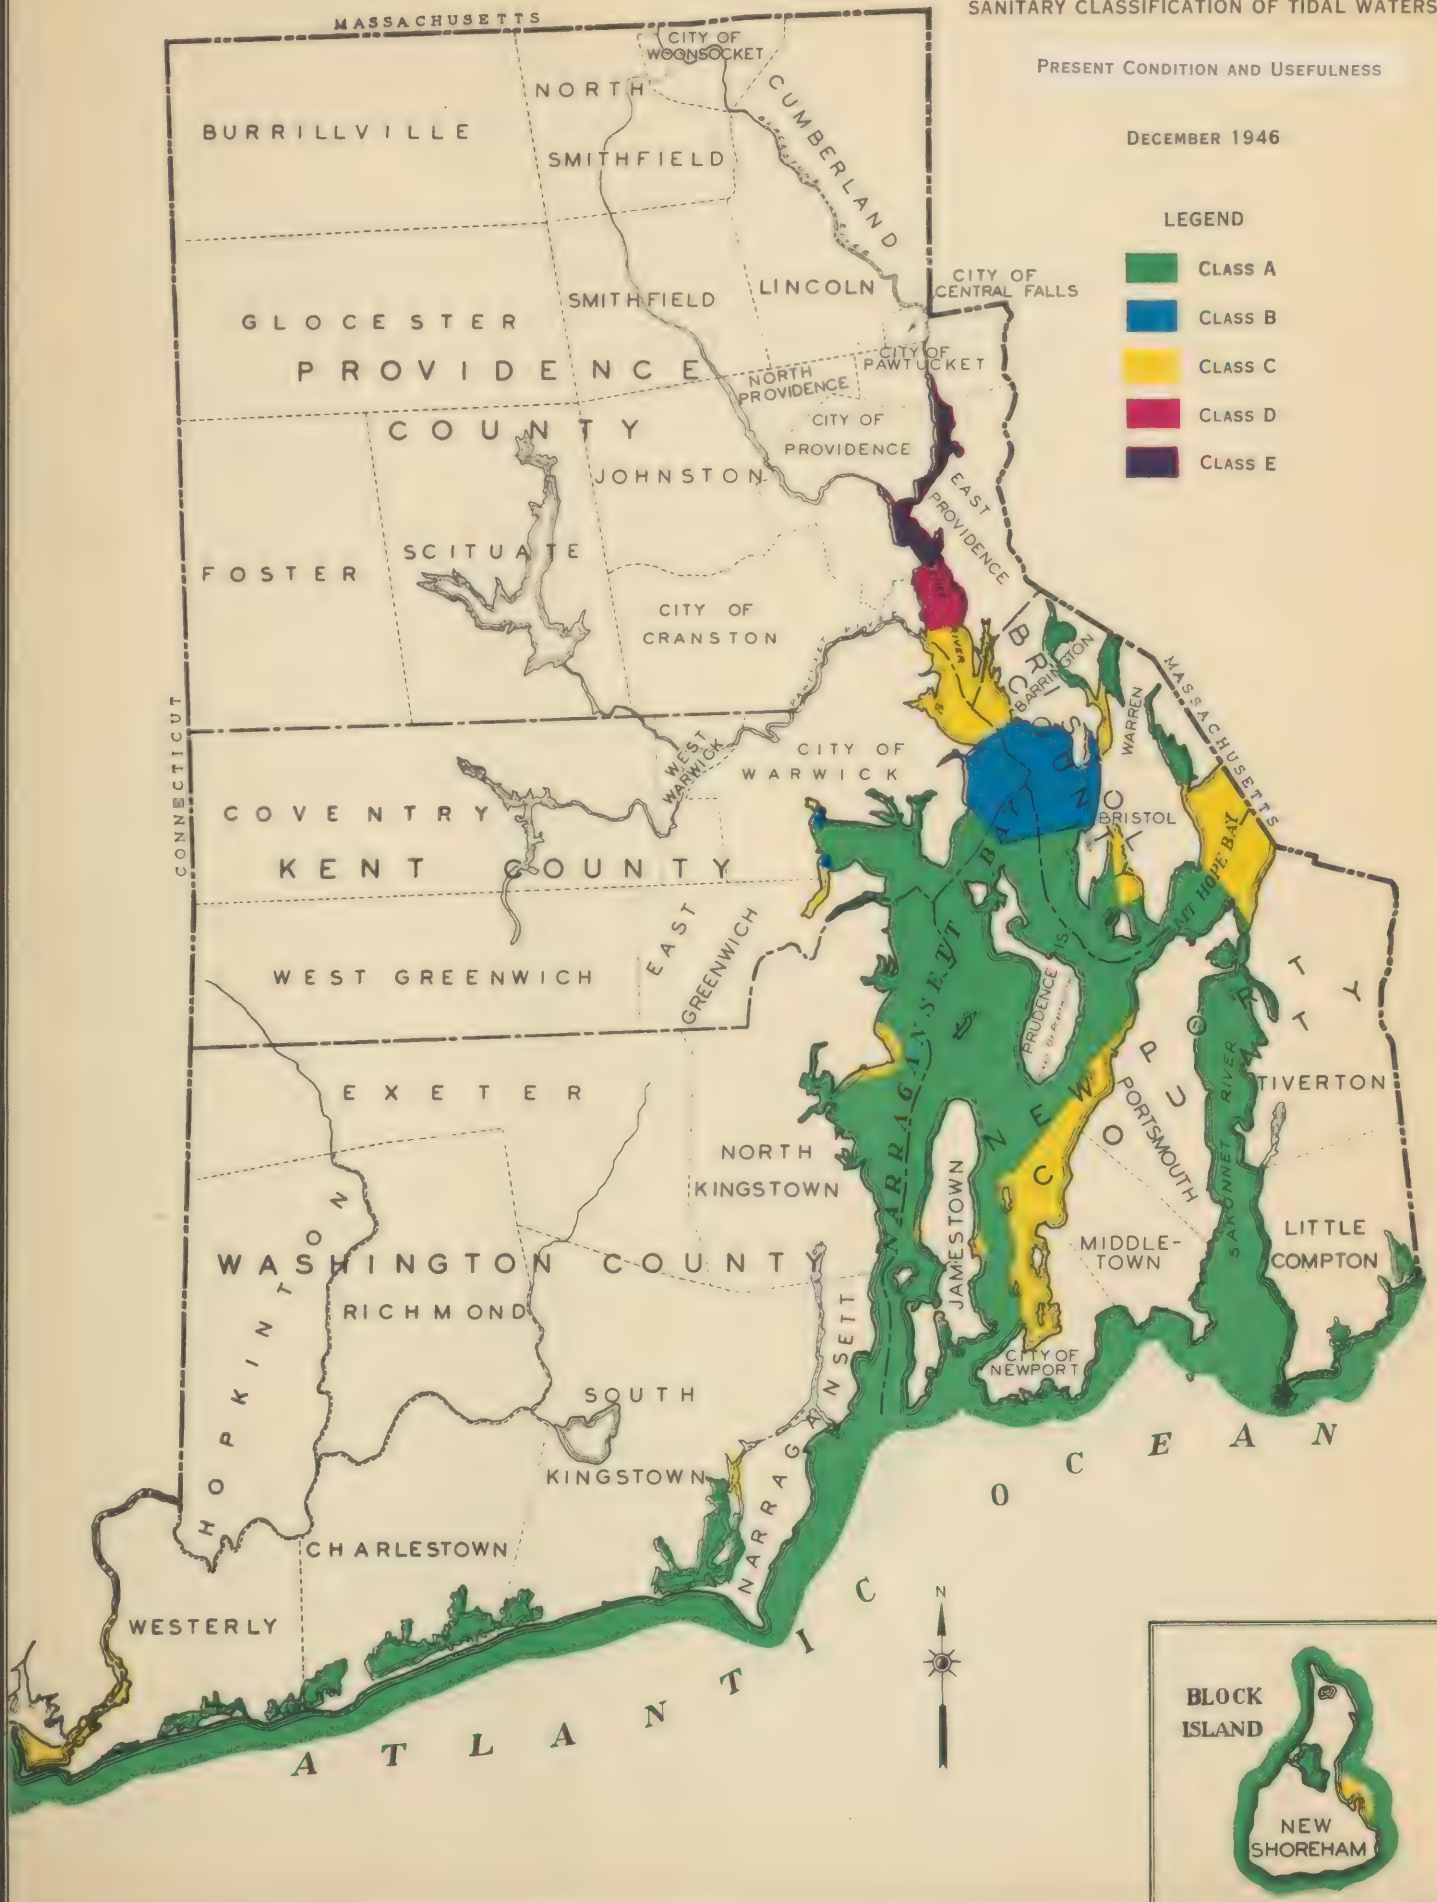 SANITARY CLASSIFICATION OF TIDAL WATERS
PRESENT CONDITION AND USEFULNESS
DECEMBER 1946
LEGEND
CLASS A
CLASS B
CLASS C
CLASS D
CLASS E
MASSACHUSETTS
CITY OF
WOONSOCKET
NORTH
SMITHFIELD
BURRILLVILLE
CUMBERLAND
GLOCESTER
SMITHFIELD
LINCOLN
CITY OF
CENTRAL FALLS
PROVIDENCE
COUNTY
NORTH
PROVIDENCE
CITY OF
PAWTUCKET
CITY OF
PROVIDENCE
JOHNSTON
EAST
PROVIDENCE
FOSTER
SCITUATE
CITY OF
CRANSTON
RIVER
BRISTOL
CO
BARRINGTON
WARREN
MASSACHUSETTS
CONNECTICUT
WEST
WARWICK
CITY OF
WARWICK
COVENTRY
KENT COUNTY
BRISTOL
MT HOPE BAY
WEST GREENWICH
EAST
GREENWICH
NARRAGANSETT BAY
PRUDENCE IS.
EXETER
NORTH
KINGSTOWN
JAMESTOWN
NEWPORT
COUNTY
PORTSMOUTH
SAKONNET RIVER
TIVERTON
MIDDLE-
TOWN
LITTLE
COMPTON
WASHINGTON COUNTY
HOPKINTON
RICHMOND
SOUTH
KINGSTOWN
NARRAGANSETT
CITY OF
NEWPORT
CHARLESTOWN
WESTERLY
ATLANTIC OCEAN
N
BLOCK
ISLAND
NEW
SHOREHAM